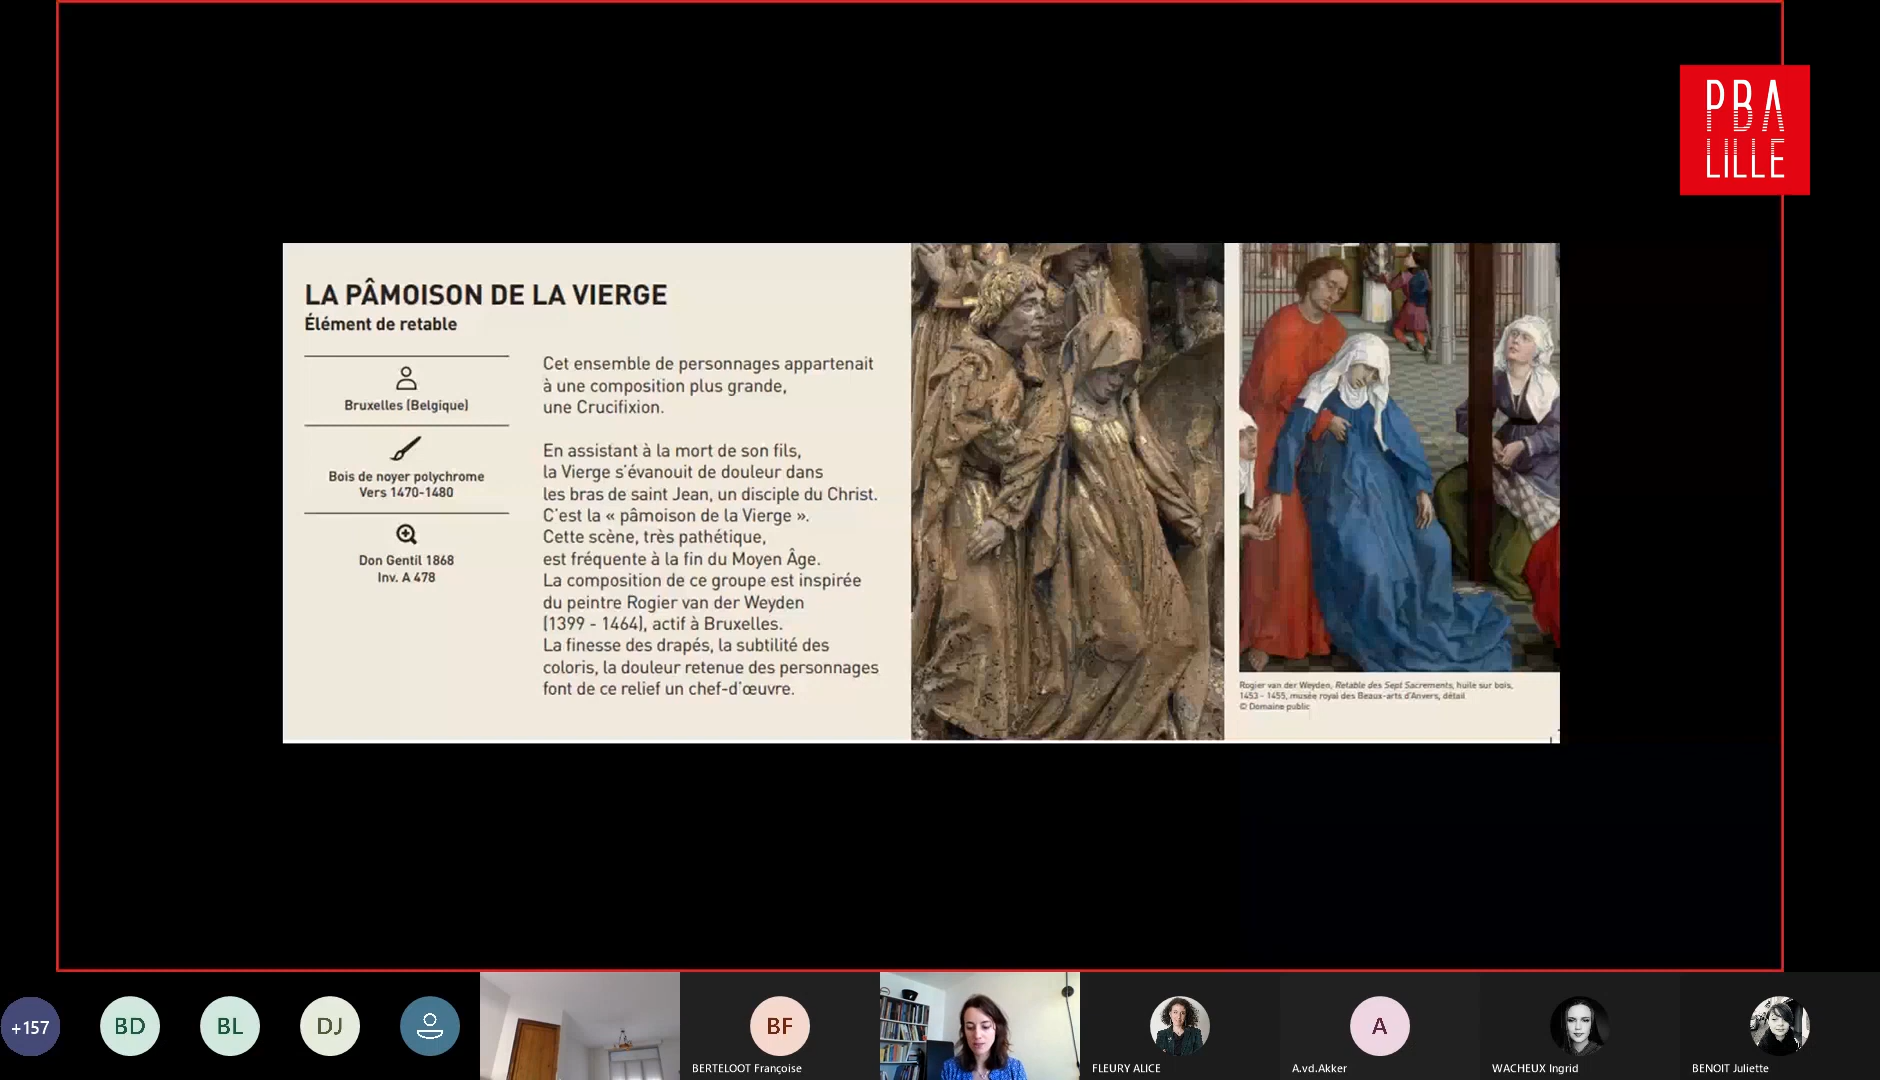 PBA
LILLE
LA PÂMOISON DE LA VIERGE
Élément de retable
Bruxelles (Belgique)
Bois de noyer polychrome
Vers 1470-1480
Don Gentil 1868
Inv. A 478
Cet ensemble de personnages appartenait
à une composition plus grande,
une Crucifixion.
En assistant à la mort de son fils,
la Vierge s'évanouit de douleur dans
les bras de saint Jean, un disciple du Christ.
C'est la « pâmoison de la Vierge ».
Cette scène, très pathétique,
est fréquente à la fin du Moyen Âge.
La composition de ce groupe est inspirée
du peintre Rogier van der Weyden
(1399 - 1464), actif à Bruxelles.
La finesse des drapés, la subtilité des
coloris, la douleur retenue des personnages
font de ce relief un chef-d'œuvre.
Rogier van der Weyden, Retable des Sept Sacrements, huile sur bois,
1453 - 1455, musée royal des Beaux-arts d'Anvers, détail
© Domaine public
+157
BD
BL
DJ
BF
BERTELOOT Françoise
FLEURY ALICE
A
A.vd.Akker
WACHEUX Ingrid
BENOIT Juliette